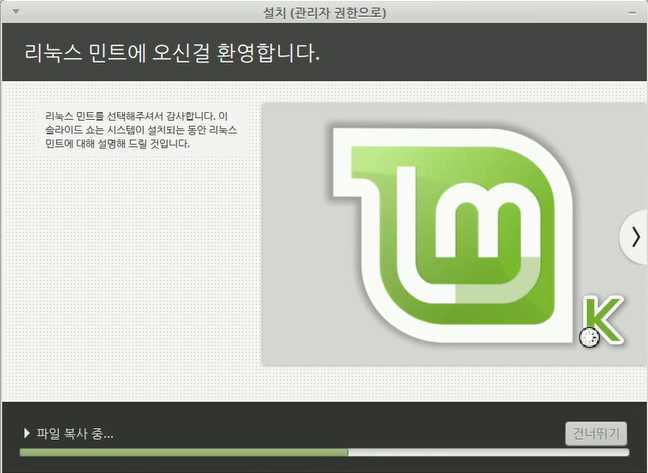 설치 (관리자 권한으로)
리눅스 민트에 오신걸 환영합니다.
리눅스 민트를 선택해주셔서 감사합니다. 이
슬라이드 쇼는 시스템이 설치되는 동안 리눅스
민트에 대해 설명해 드릴 것입니다.
lm
K
파일 복사 중...
건너뛰기